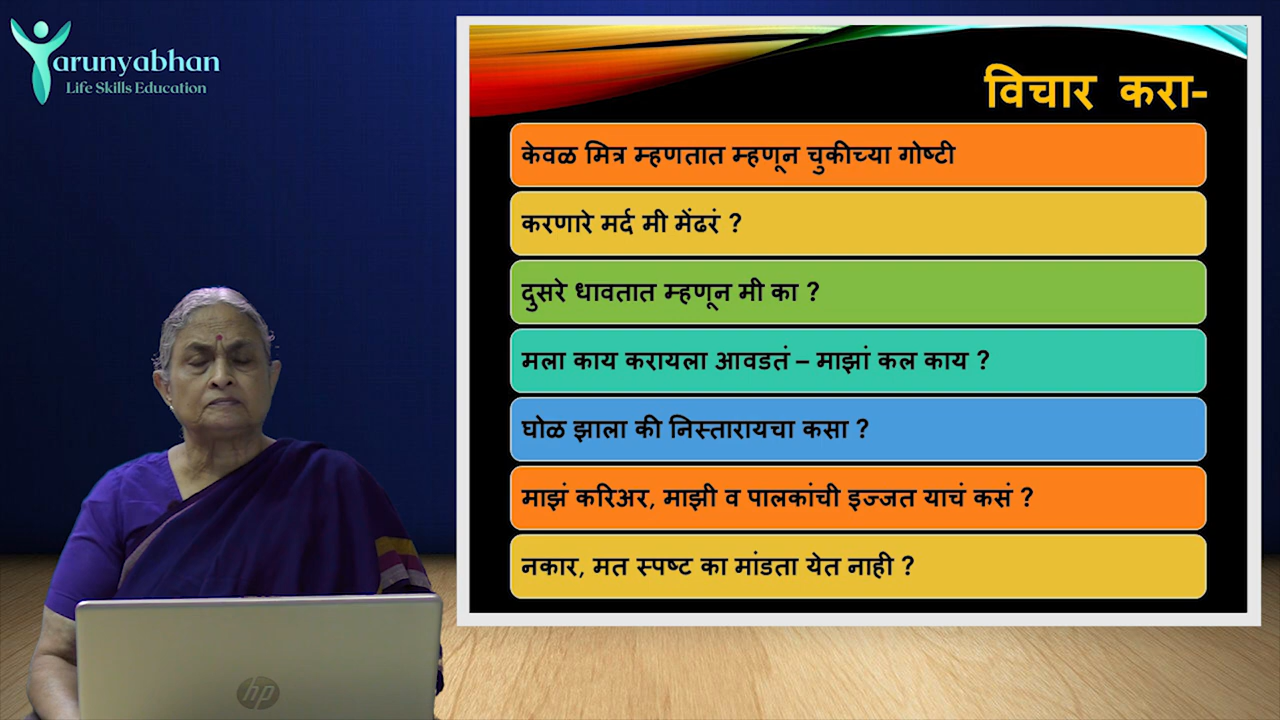 Yarunyabhan
Life Skills Education
विचार करा-
केवळ मित्र म्हणतात म्हणून चुकीच्या गोष्टी
करणारे मर्द मी मेंढरं ?
दुसरे धावतात म्हणून मी का ?
मला काय करायला आवडतं – माझां कल काय ?
घोळ झाला की निस्तारायचा कसा ?
माझं करिअर, माझी व पालकांची इज्जत याचं कसं ?
नकार, मत स्पष्ट का मांडता येत नाही ?
hp